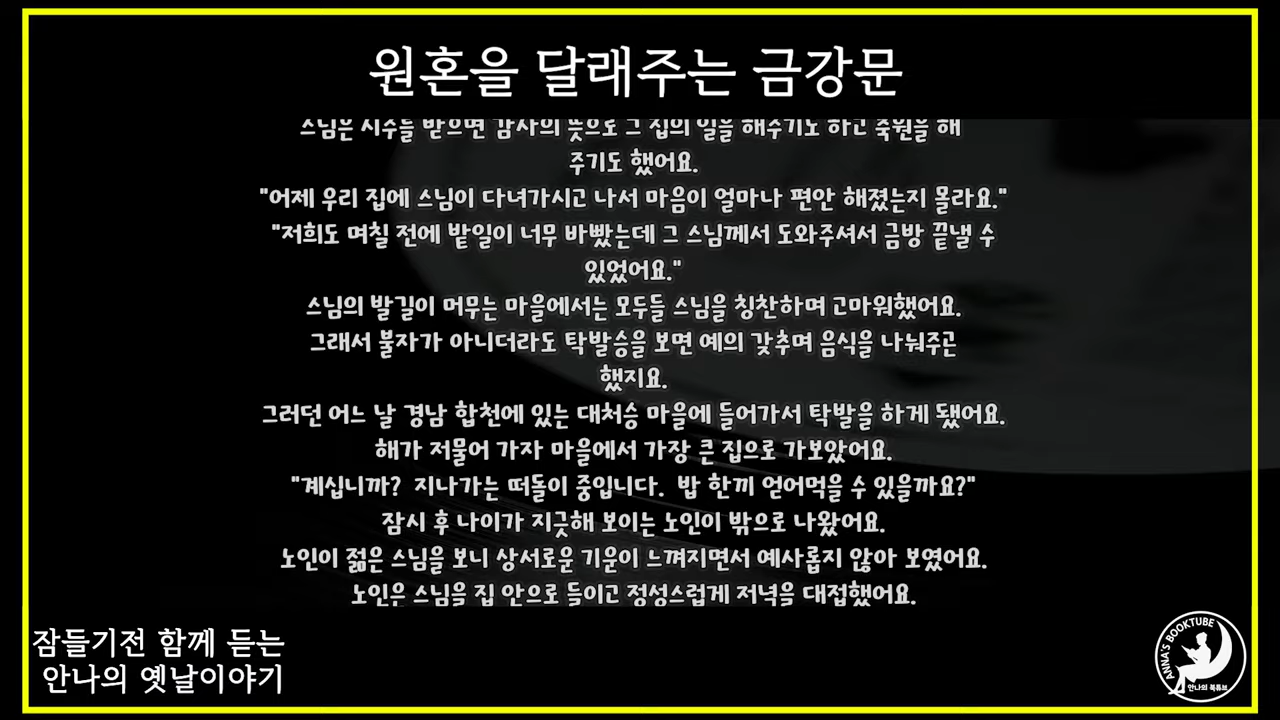 원혼을 달래주는 금강문
스님은 시주를 받으면 감사의 뜻으로 그 집의 일을 해주기도 하고 축원을 해
주기도 했어요.
"어제 우리 집에 스님이 다녀가시고 나서 마음이 얼마나 편안 해졌는지 몰라요."
"저희도 며칠 전에 밭일이 너무 바빴는데 그 스님께서 도와주셔서 금방 끝낼 수
있었어요."
스님의 발길이 머무는 마을에서는 모두들 스님을 칭찬하며 고마워했어요.
그래서 불자가 아니더라도 탁발승을 보면 예의 갖추며 음식을 나눠주곤
했지요.
그러던 어느 날 경남 합천에 있는 대처승 마을에 들어가서 탁발을 하게 됐어요.
해가 저물어 가자 마을에서 가장 큰 집으로 가보았어요.
"계십니까? 지나가는 떠돌이 중입니다. 밥 한끼 얻어먹을 수 있을까요?"
잠시 후 나이가 지긋해 보이는 노인이 밖으로 나왔어요.
노인이 젊은 스님을 보니 상서로운 기운이 느껴지면서 예사롭지 않아 보였어요.
노인은 스님을 집 안으로 들이고 정성스럽게 저녁을 대접했어요.
잠들기전 함께 듣는
안나의 옛날이야기
ANNA'S BOOKTUBE
안나의 북튜브